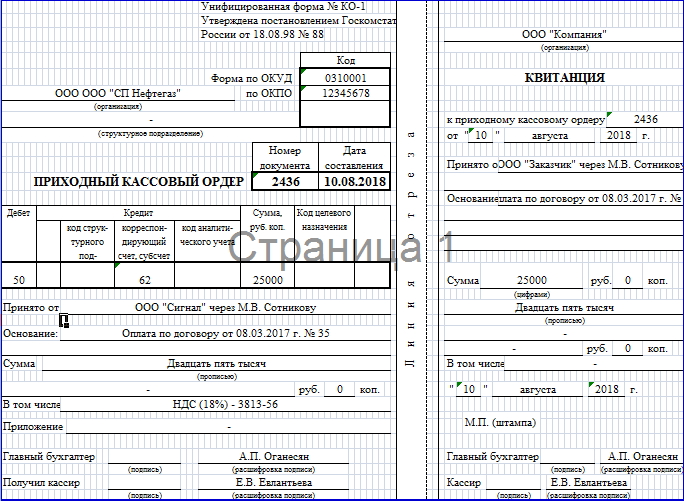 Унифицированная форма № КО-1
Утверждена постановлением Госкомстат
России от 18.08.98 № 88
Код
Форма по ОКУД 0310001
ООО ООО "СП Нефтегаз" по ОКПО 12345678
(организация)
-
(структурное подразделение)
Номер документа Дата составления
ПРИХОДНЫЙ КАССОВЫЙ ОРДЕР 2436 10.08.2018
Дебет Кредит Сумма, руб. коп. Код целевого назначения
код струк-турного под- корреспон-дирующий счет, субсчет код аналити-ческого учета
50 62 25000
Страница 1
Принято от ООО "Сигнал" через М.В. Сотникову
Основание: Оплата по договору от 08.03.2017 г. № 35
Сумма Двадцать пять тысяч
(прописью)
- руб. 0 коп.
В том числе НДС (18%) - 3813-56
Приложение -
Главный бухгалтер А.П. Оганесян
(подпись) (расшифровка подписи)
Получил кассир Е.В. Евлантьева
(подпись) (расшифровка подписи)
Линия отреза
ООО "Компания"
(организация)
КВИТАНЦИЯ
к приходному кассовому ордеру 2436
от " 10 " августа 2018 г.
Принято о ООО "Заказчик" через М.В. Сотникову
Основание плата по договору от 08.03.2017 г. №
Сумма 25000 руб. 0 коп.
(цифрами)
Двадцать пять тысяч
(прописью)
-
- руб. 0 коп.
В том числе -
" 10 " августа 2018 г.
М.П. (штампа)
Главный бухгалтер А.П. Оганесян
(подпись) (расшифровка подписи)
Кассир Е.В. Евлантьева
(подпись) (расшифровка подписи)